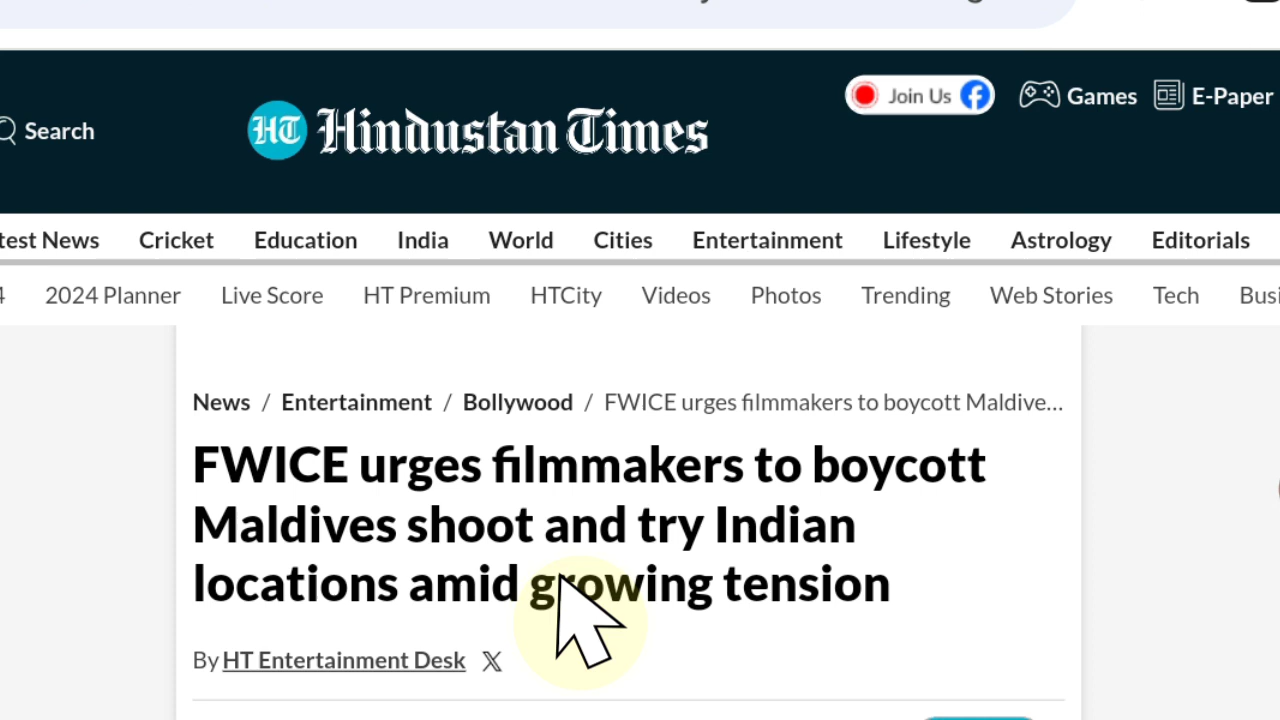 Join Us
Games
E-Paper
Search
HT Hindustan Times
test News Cricket Education India World Cities Entertainment Lifestyle Astrology Editorials
4 2024 Planner Live Score HT Premium HTCity Videos Photos Trending Web Stories Tech Busi
News / Entertainment / Bollywood / FWICE urges filmmakers to boycott Maldive...
FWICE urges filmmakers to boycott
Maldives shoot and try Indian
locations amid growing tension
By HT Entertainment Desk